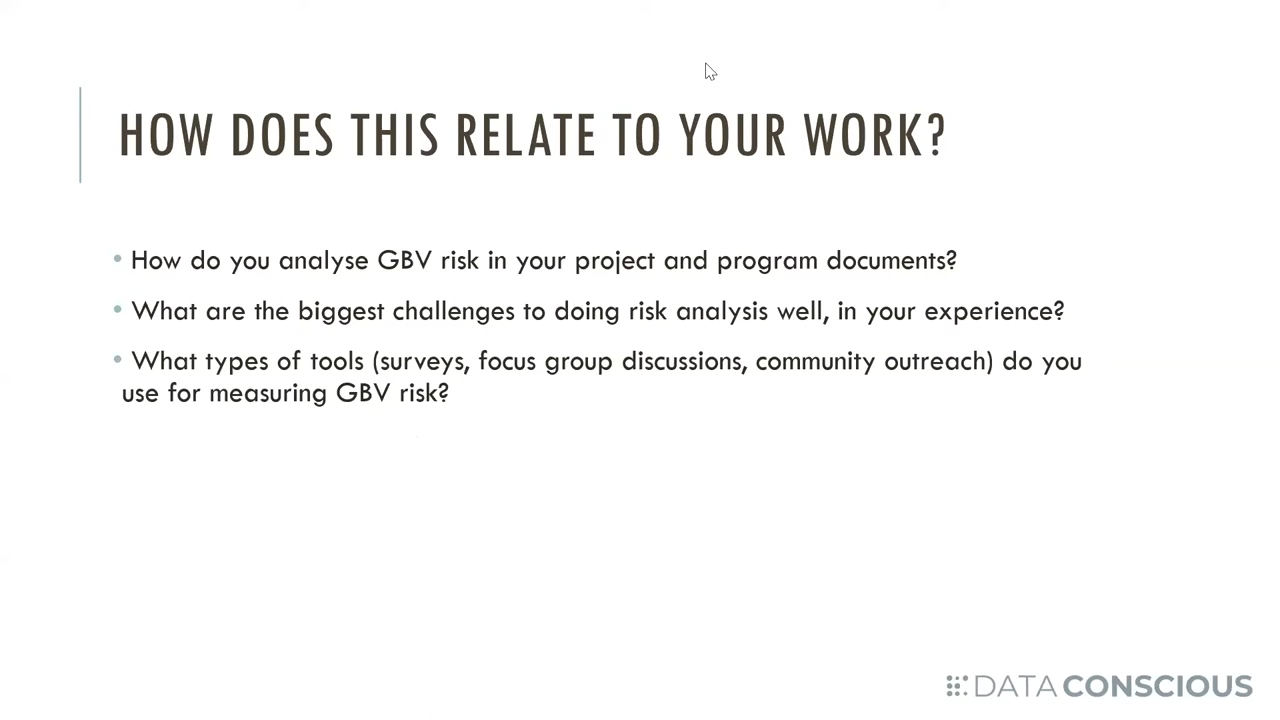 HOW DOES THIS RELATE TO YOUR WORK?
• How do you analyse GBV risk in your project and program documents?
• What are the biggest challenges to doing risk analysis well, in your experience?
• What types of tools (surveys, focus group discussions, community outreach) do you
use for measuring GBV risk?
DATA CONSCIOUS